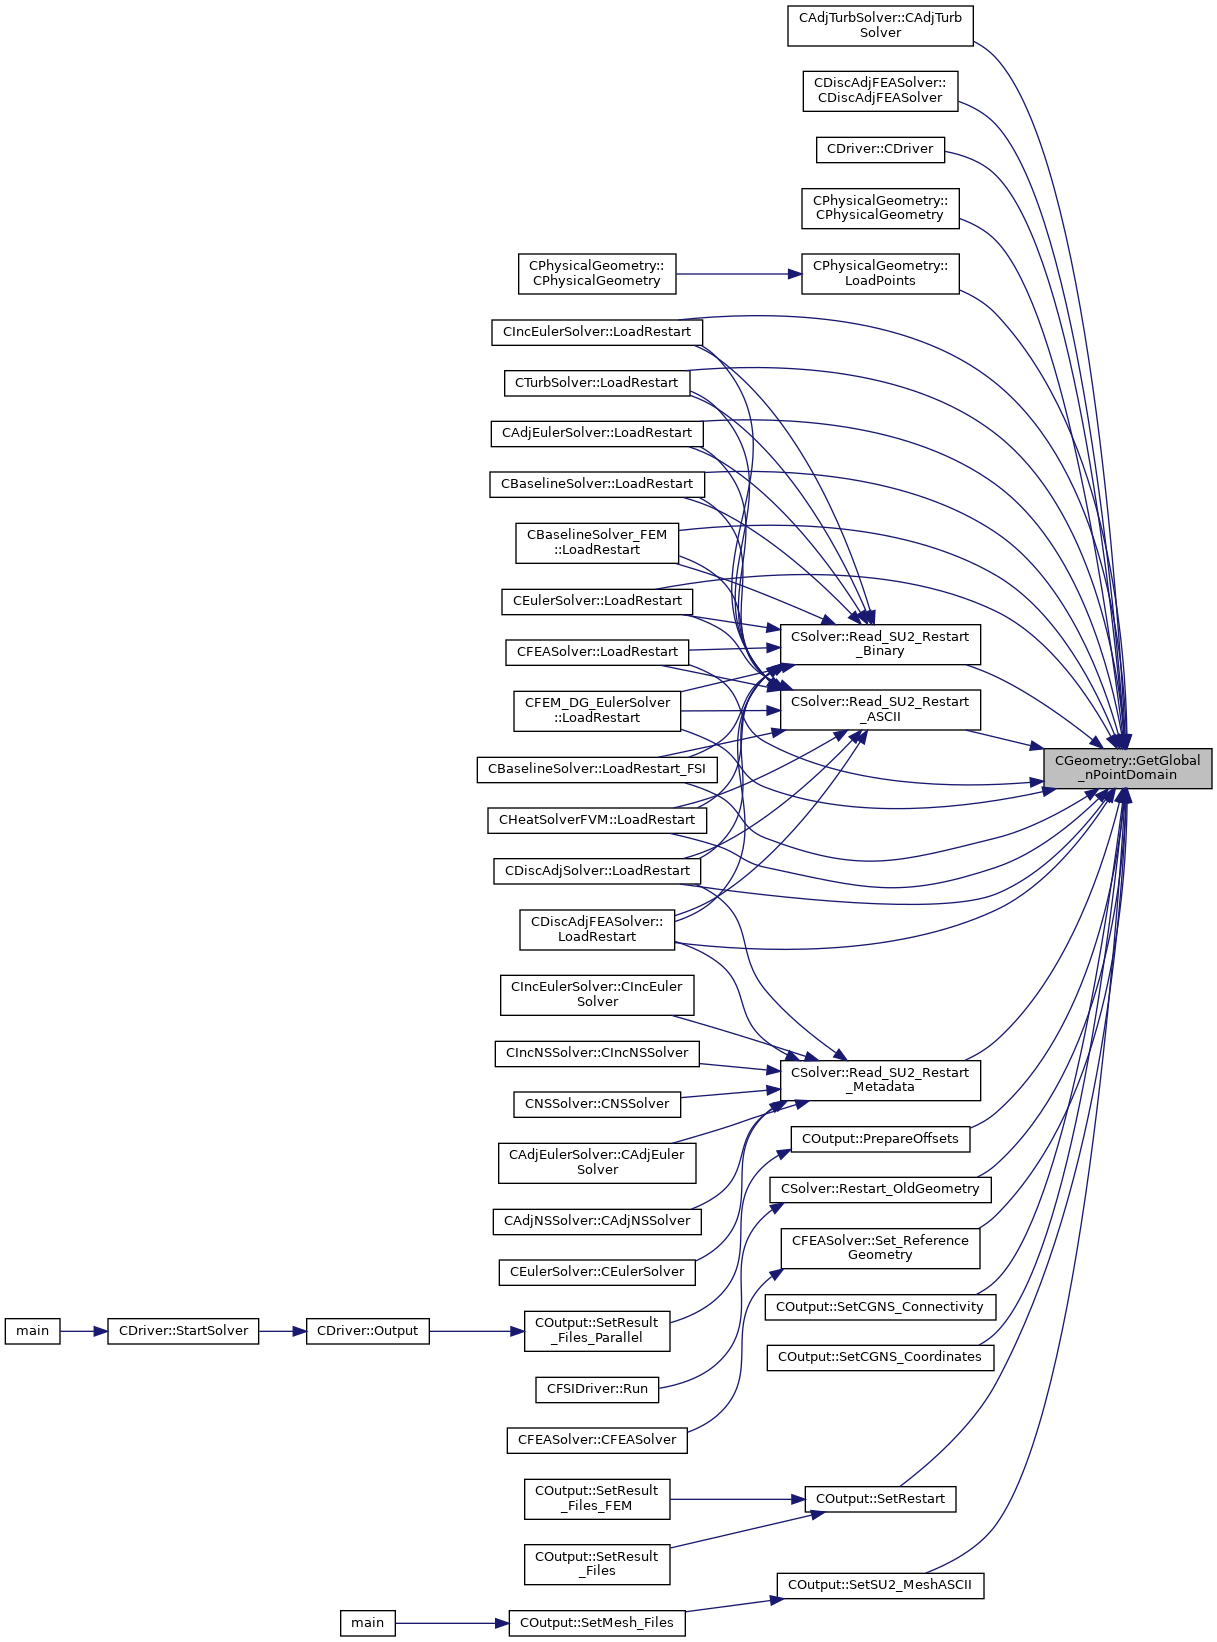 CAdjTurbSolver::CAdjTurb
Solver
CDiscAdjFEASolver::
CDiscAdjFEASolver
CDriver::CDriver
CPhysicalGeometry::
CPhysicalGeometry
CPhysicalGeometry::
CPhysicalGeometry
CPhysicalGeometry::
LoadPoints
CIncEulerSolver::LoadRestart
CTurbSolver::LoadRestart
CAdjEulerSolver::LoadRestart
CBaselineSolver::LoadRestart
CBaselineSolver_FEM
::LoadRestart
CEulerSolver::LoadRestart
CSolver::Read_SU2_Restart
_Binary
CFEASolver::LoadRestart
CFEM_DG_EulerSolver
::LoadRestart
CSolver::Read_SU2_Restart
_ASCII
CGeometry::GetGlobal
_nPointDomain
CBaselineSolver::LoadRestart_FSI
CHeatSolverFVM::LoadRestart
CDiscAdjSolver::LoadRestart
CDiscAdjFEASolver::
LoadRestart
CIncEulerSolver::CIncEuler
Solver
CIncNSSolver::CIncNSSolver
CSolver::Read_SU2_Restart
_Metadata
CNSSolver::CNSSolver
COutput::PrepareOffsets
CAdjEulerSolver::CAdjEuler
Solver
CSolver::Restart_OldGeometry
CAdjNSSolver::CAdjNSSolver
CFEASolver::Set_Reference
Geometry
CEulerSolver::CEulerSolver
COutput::SetCGNS_Connectivity
main
CDriver::StartSolver
CDriver::Output
COutput::SetResult
_Files_Parallel
COutput::SetCGNS_Coordinates
CFSIDriver::Run
CFEASolver::CFEASolver
COutput::SetResult
_Files_FEM
COutput::SetRestart
COutput::SetResult
_Files
COutput::SetSU2_MeshASCII
main
COutput::SetMesh_Files